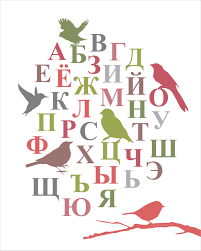 А Б В Г Д
Е Ё Ж З И Й
К Л М Н О
П Р С Т У
Ф Х Ц Ч Ш
Щ Ъ Ы Ь Э
Ю Я